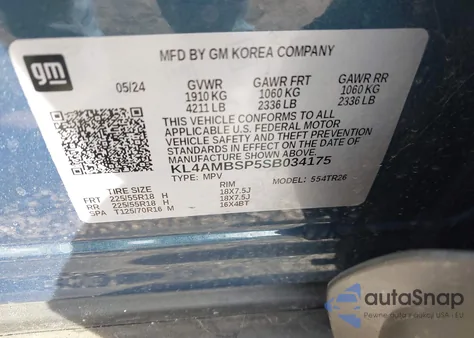 gm
MFD BY GM KOREA COMPANY
05/24 GVWR GAWR FRT GAWR RR
1910 KG 1060 KG 1060 KG
4211 LB 2336 LB 2336 LB
THIS VEHICLE CONFORMS TO ALL
APPLICABLE U.S. FEDERAL MOTOR
VEHICLE SAFETY AND THEFT PREVENTION
STANDARDS IN EFFECT ON THE DATE OF
MANUFACTURE SHOWN ABOVE.
KL4AMBSP5SB034175
TYPE: MPV MODEL: 554TR26
TIRE SIZE RIM
FRT 225/55R18 H 18X7.5J
RR 225/55R18 H 18X7.5J
SPA T125/70R16 M 16X4BT
autoSnap